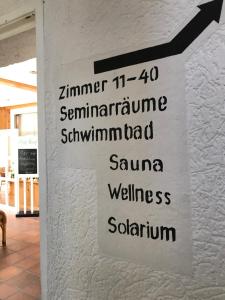 Zimmer 11-40
Seminarräume
Schwimmbad
Sauna
Wellness
Solarium